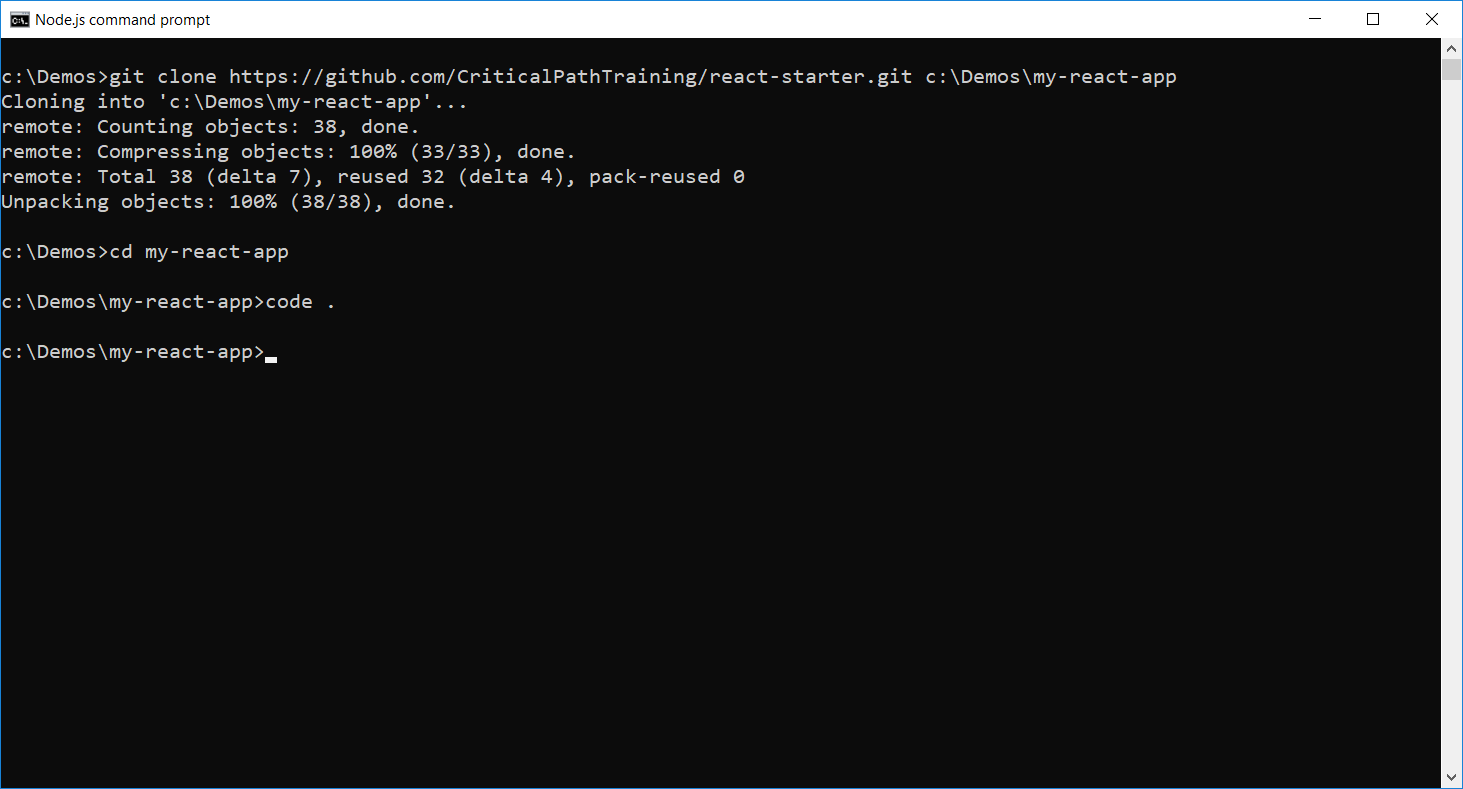 Node.js command prompt
c:\Demos>git clone https://github.com/CriticalPathTraining/react-starter.git c:\Demos\my-react-app
Cloning into 'c:\Demos\my-react-app'...
remote: Counting objects: 38, done.
remote: Compressing objects: 100% (33/33), done.
remote: Total 38 (delta 7), reused 32 (delta 4), pack-reused 0
Unpacking objects: 100% (38/38), done.
c:\Demos>cd my-react-app
c:\Demos\my-react-app>code .
c:\Demos\my-react-app>